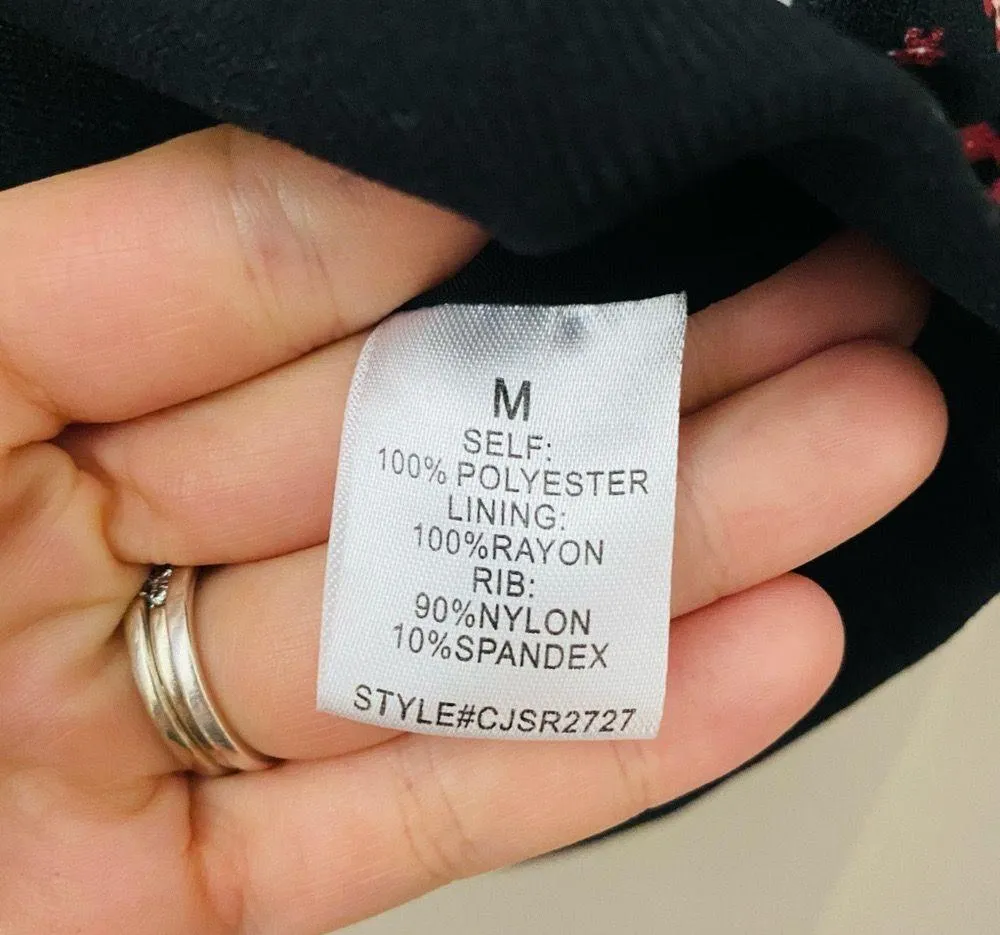 M
SELF:
100% POLYESTER
LINING:
100%RAYON
RIB:
90%NYLON
10%SPANDEX
STYLE#CJSR2727